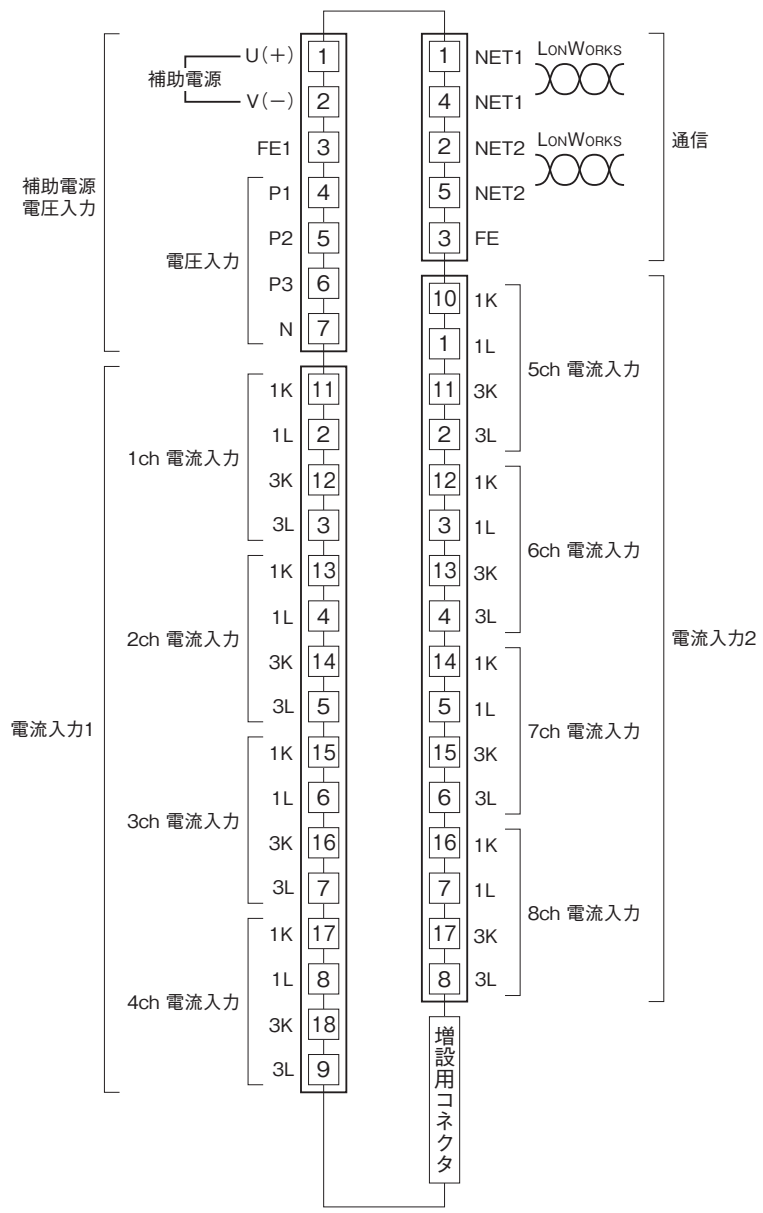 補助電源
電圧入力
補助電源
U(+) 1
V(−) 2
FE1 3
電圧入力
P1 4
P2 5
P3 6
N 7
電流入力1
1ch 電流入力
1K 11
1L 2
3K 12
3L 3
2ch 電流入力
1K 13
1L 4
3K 14
3L 5
3ch 電流入力
1K 15
1L 6
3K 16
3L 7
4ch 電流入力
1K 17
1L 8
3K 18
3L 9
1 NET1 LONWORKS
4 NET1
2 NET2 LONWORKS
5 NET2
3 FE
通信
10 1K
1 1L
11 3K
2 3L
5ch 電流入力
12 1K
3 1L
13 3K
4 3L
6ch 電流入力
14 1K
5 1L
15 3K
6 3L
7ch 電流入力
16 1K
7 1L
17 3K
8 3L
8ch 電流入力
電流入力2
増設用コネクタ